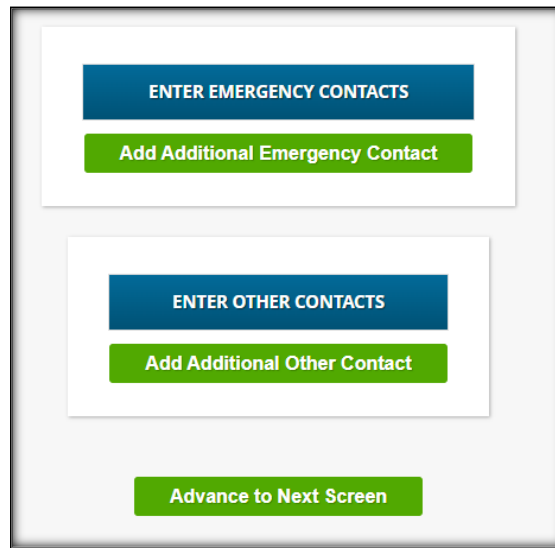 ENTER EMERGENCY CONTACTS
Add Additional Emergency Contact
ENTER OTHER CONTACTS
Add Additional Other Contact
Advance to Next Screen